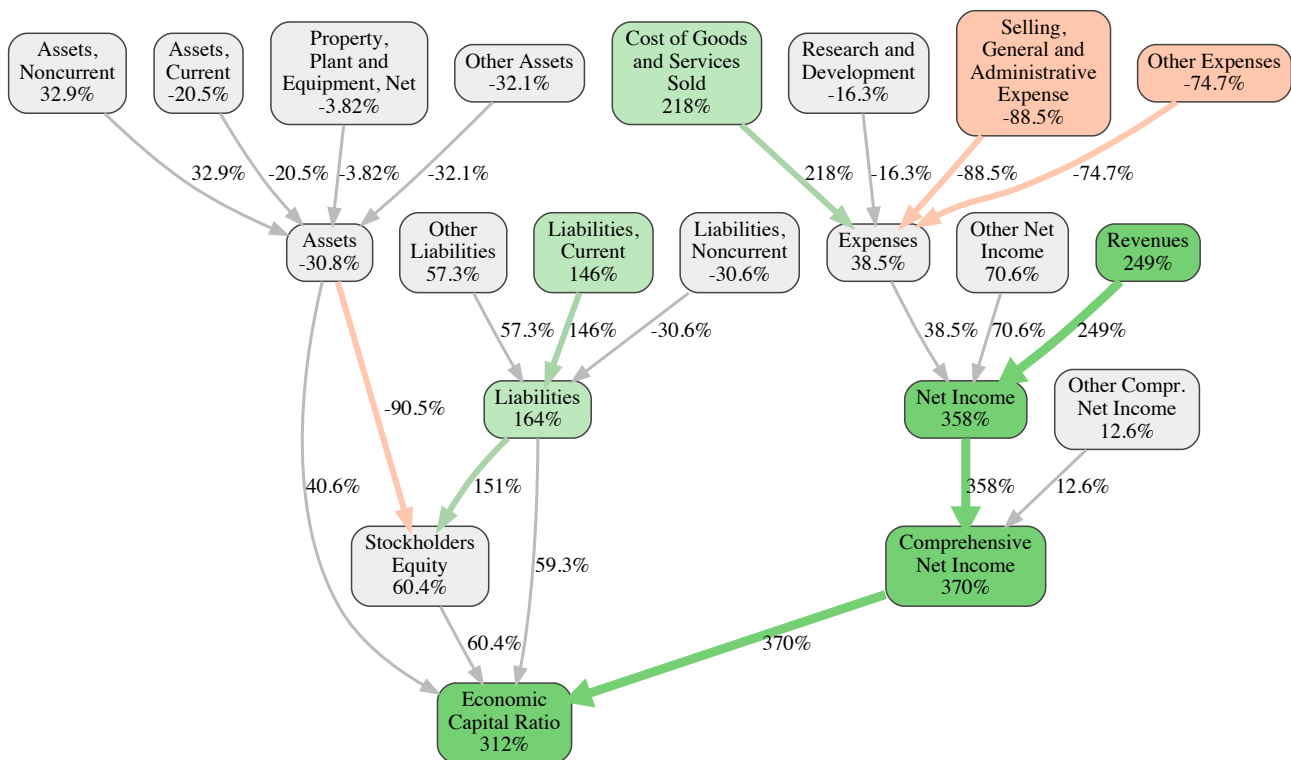 Assets,
Noncurrent
32.9%
Assets,
Current
-20.5%
Property,
Plant and
Equipment, Net
-3.82%
Other Assets
-32.1%
Cost of Goods
and Services
Sold
218%
Research and
Development
-16.3%
Selling,
General and
Administrative
Expense
-88.5%
Other Expenses
-74.7%
32.9%
-20.5%
-3.82%
-32.1%
218%
-16.3%
-88.5%
-74.7%
Assets
-30.8%
Other
Liabilities
57.3%
Liabilities,
Current
146%
Liabilities,
Noncurrent
-30.6%
Expenses
38.5%
Other Net
Income
70.6%
Revenues
249%
57.3%
146%
-30.6%
38.5%
70.6%
249%
-90.5%
Liabilities
164%
Net Income
358%
Other Compr.
Net Income
12.6%
40.6%
151%
358%
12.6%
Stockholders
Equity
60.4%
59.3%
Comprehensive
Net Income
370%
60.4%
370%
Economic
Capital Ratio
312%